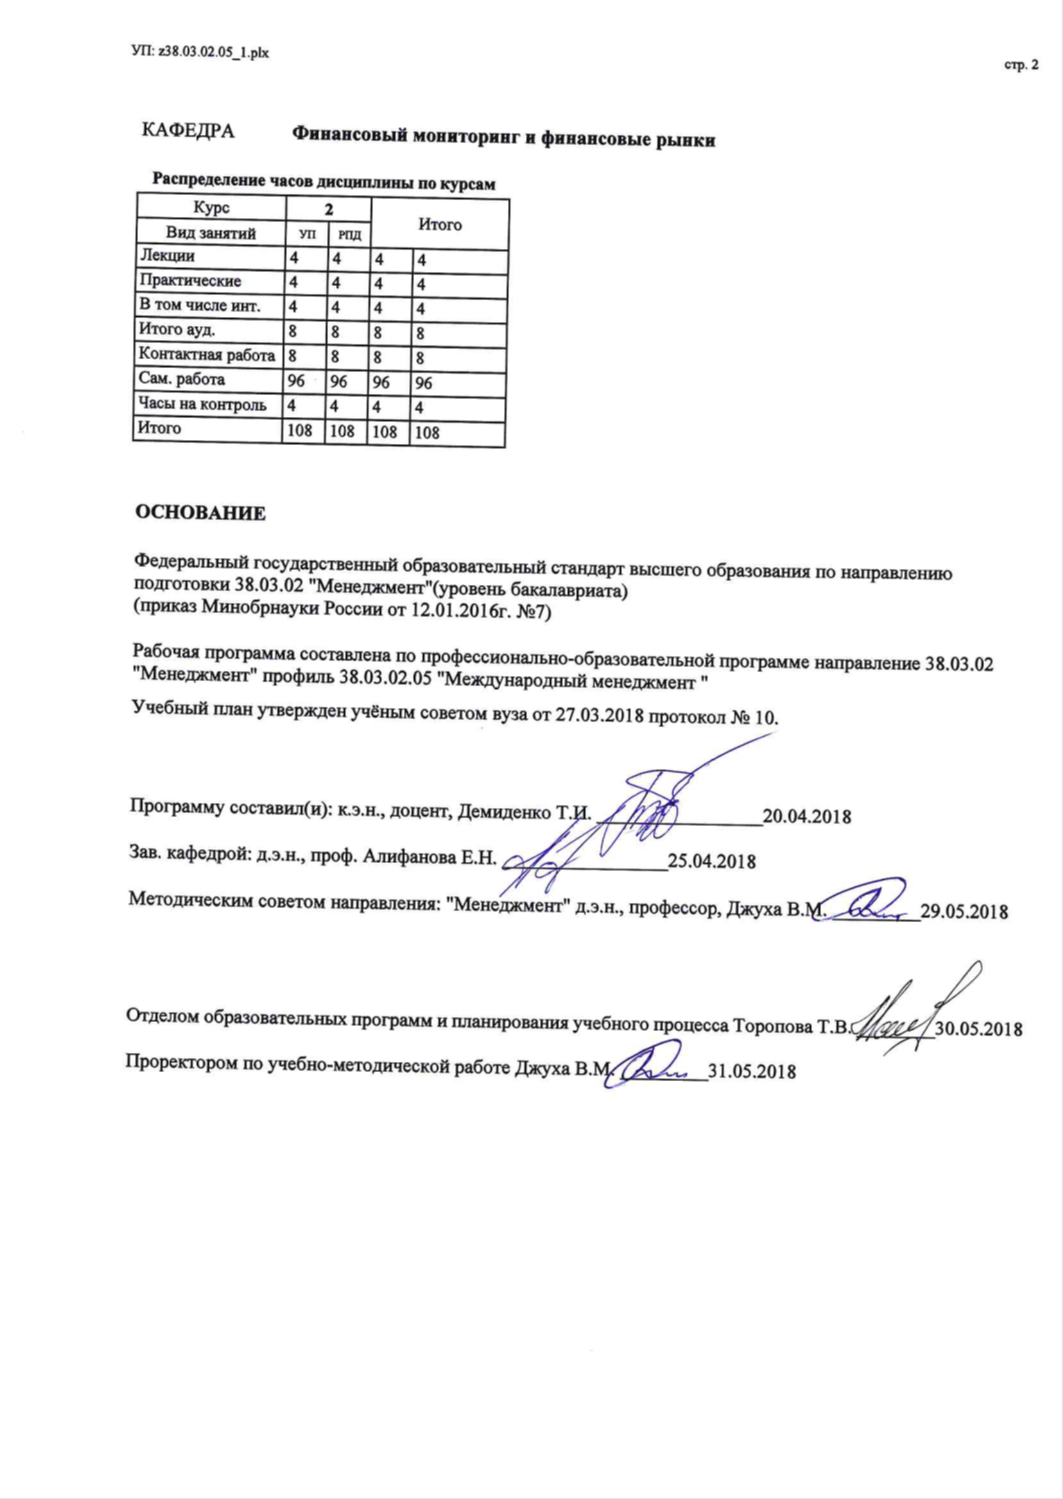 УП: z38.03.02.05_1.plx
стр. 2
КАФЕДРА Финансовый мониторинг и финансовые рынки
Распределение часов дисциплины по курсам
Курс 2 Итого
Вид занятий УП РПД
Лекции 4 4 4 4
Практические 4 4 4 4
В том числе инт. 4 4 4 4
Итого ауд. 8 8 8 8
Контактная работа 8 8 8 8
Сам. работа 96 96 96 96
Часы на контроль 4 4 4 4
Итого 108 108 108 108
ОСНОВАНИЕ
Федеральный государственный образовательный стандарт высшего образования по направлению
подготовки 38.03.02 "Менеджмент"(уровень бакалавриата)
(приказ Минобрнауки России от 12.01.2016г. №7)
Рабочая программа составлена по профессионально-образовательной программе направление 38.03.02
"Менеджмент" профиль 38.03.02.05 "Международный менеджмент "
Учебный план утвержден учёным советом вуза от 27.03.2018 протокол № 10.
Программу составил(и): к.э.н., доцент, Демиденко Т.И. 20.04.2018
Зав. кафедрой: д.э.н., проф. Алифанова Е.Н. 25.04.2018
Методическим советом направления: "Менеджмент" д.э.н., профессор, Джуха В.М. 29.05.2018
Отделом образовательных программ и планирования учебного процесса Торопова Т.В. 30.05.2018
Проректором по учебно-методической работе Джуха В.М. 31.05.2018